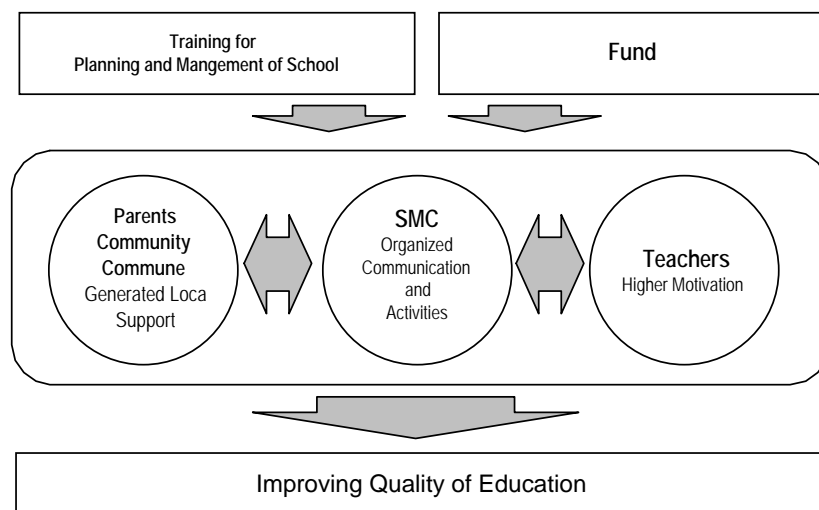 Training for
Planning and Mangement of School
Fund
Parents
Community
Commune
Generated Loca
Support
SMC
Organized
Communication
and
Activities
Teachers
Higher Motivation
Improving Quality of Education